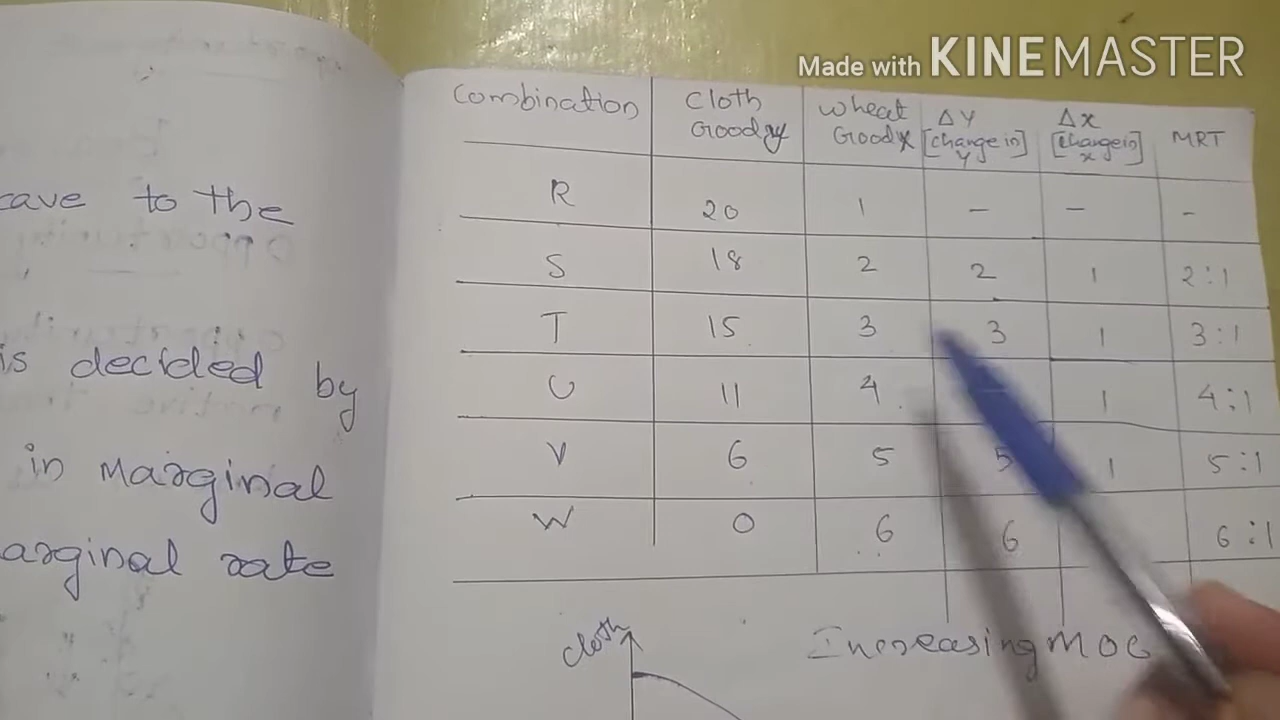 Made with KINEMASTER
cave to the
is decided by
in Marginal
arginal rate
Combination | Cloth Good y | Wheat Good x | ΔY [change in Y] | Δx [change in x] | MRT
R | 20 | 1 | — | — | -
S | 18 | 2 | 2 | 1 | 2:1
T | 15 | 3 | 3 | 1 | 3:1
U | 11 | 4 | | 1 | 4:1
V | 6 | 5 | 5 | 1 | 5:1
W | 0 | 6 | 6 | | 6:1
cloth
Increasing MOC